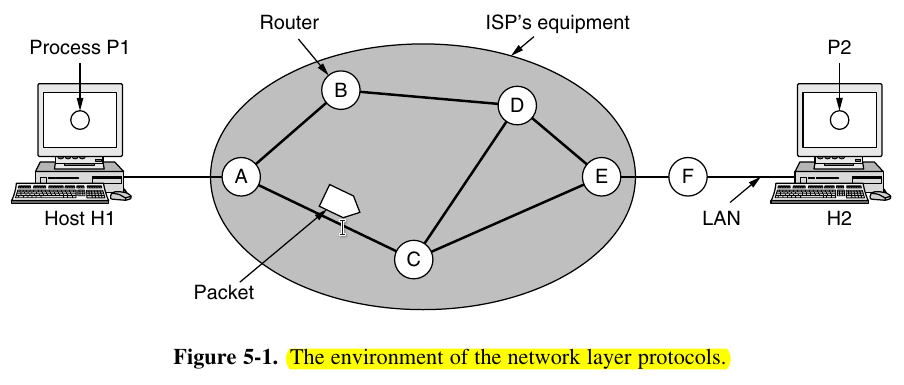 Router
ISP's equipment
Process P1
P2
B
D
A
E
F
Host H1
LAN
H2
C
Packet
Figure 5-1. The environment of the network layer protocols.